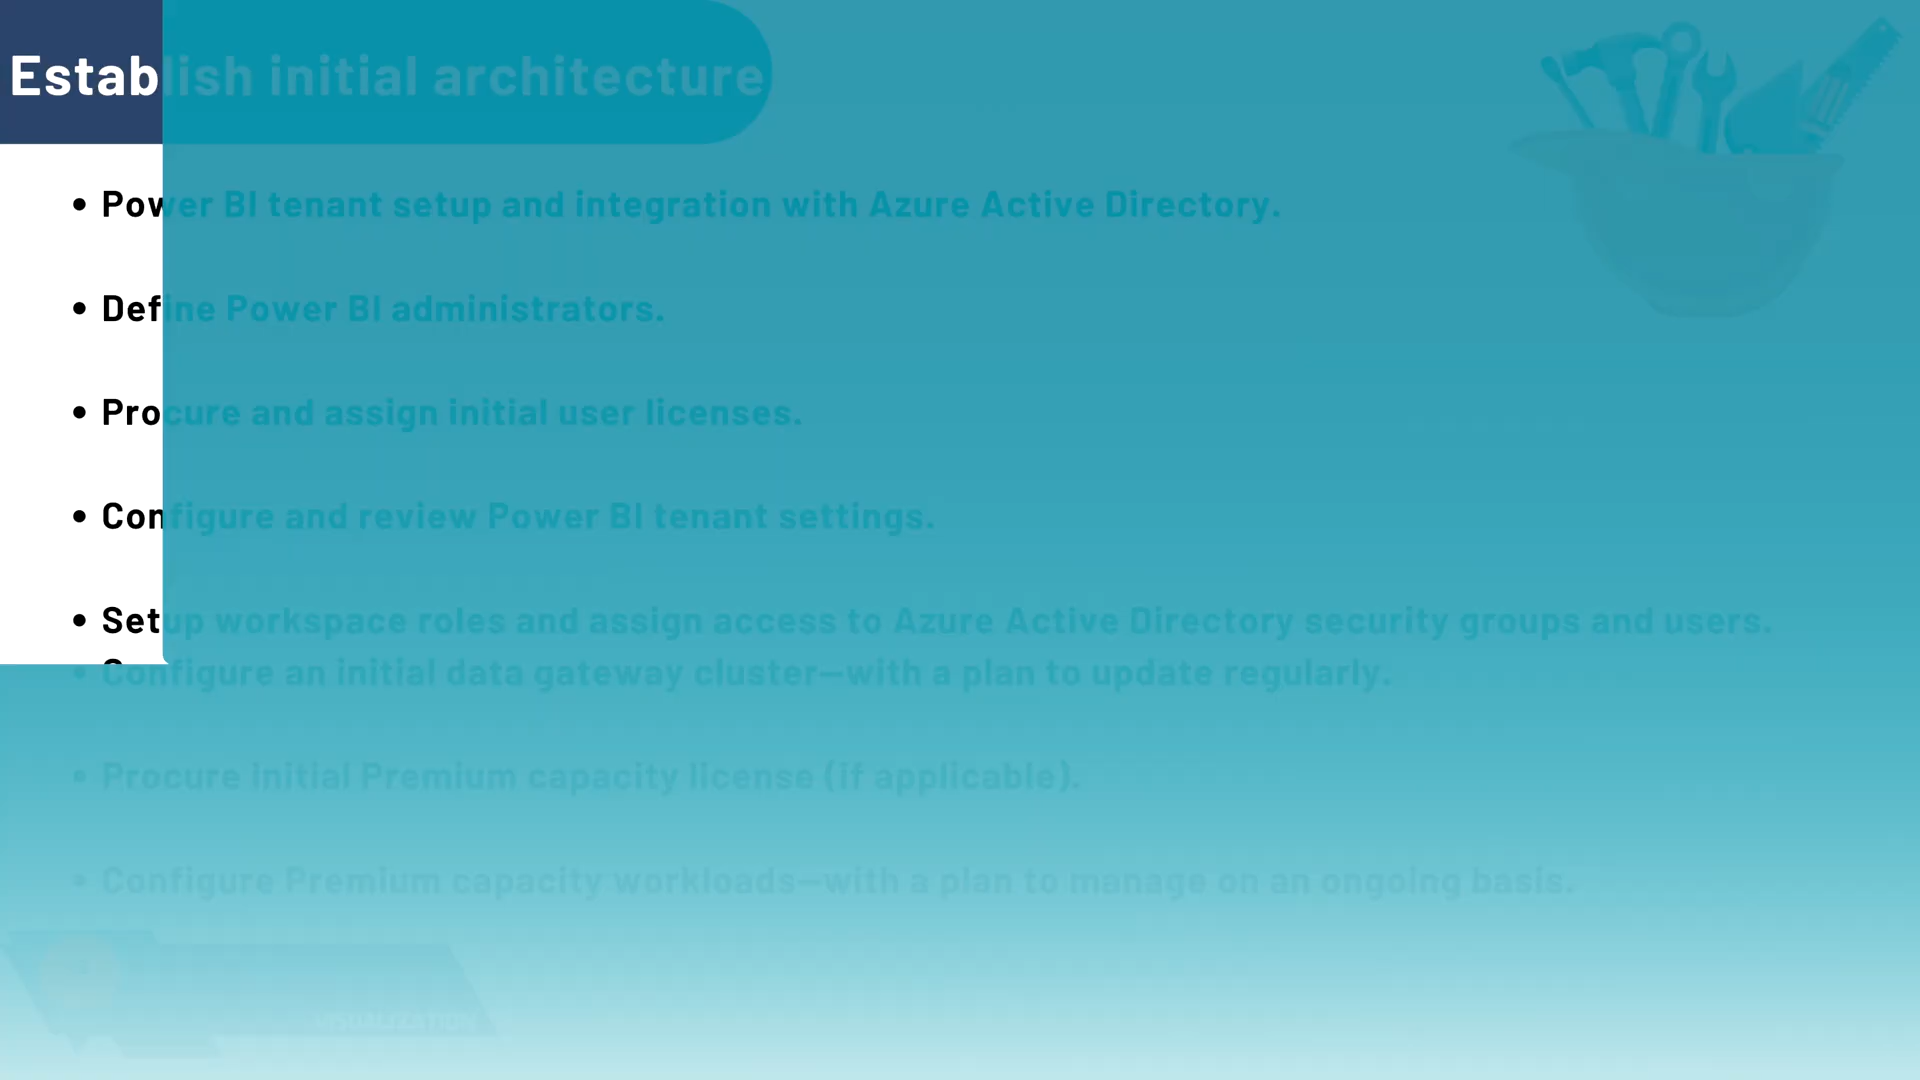 Establish initial architecture
• Power BI tenant setup and integration with Azure Active Directory.
• Define Power BI administrators.
• Procure and assign initial user licenses.
• Configure and review Power BI tenant settings.
• Setup workspace roles and assign access to Azure Active Directory security groups and users.
• Configure an initial data gateway cluster—with a plan to update regularly.
• Procure initial Premium capacity license (if applicable).
• Configure Premium capacity workloads—with a plan to manage on an ongoing basis.
VISUALIZATION